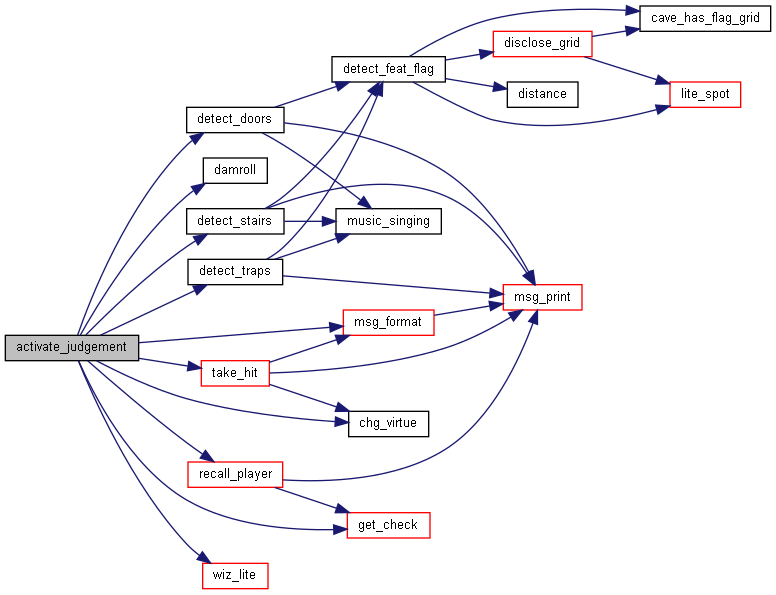 cave_has_flag_grid
disclose_grid
detect_feat_flag
distance
lite_spot
detect_doors
damroll
detect_stairs
music_singing
detect_traps
msg_print
msg_format
activate_judgement
take_hit
chg_virtue
recall_player
get_check
wiz_lite